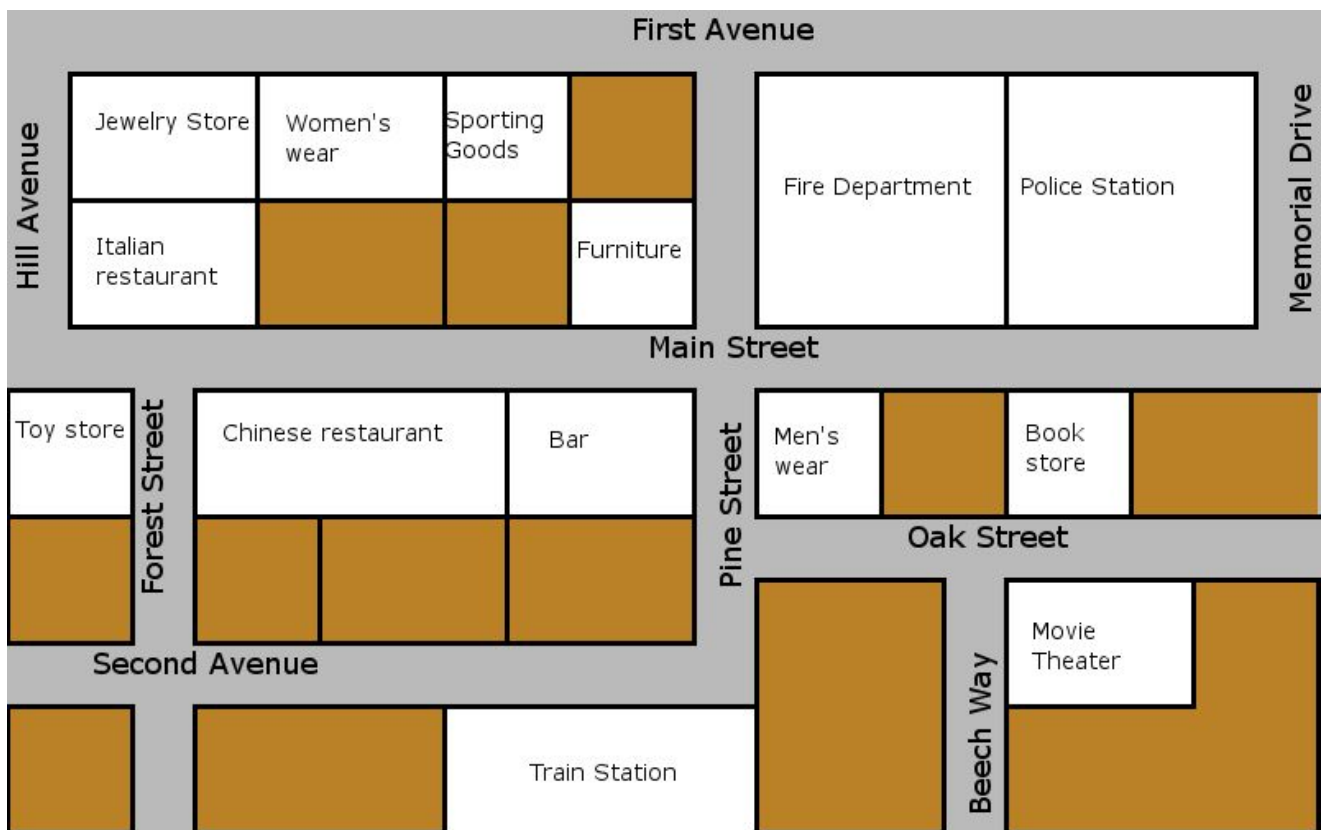 First Avenue
Hill Avenue
Jewelry Store
Women's
wear
Sporting
Goods
Fire Department
Police Station
Memorial Drive
Italian
restaurant
Furniture
Main Street
Toy store
Forest Street
Chinese restaurant
Bar
Pine Street
Men's
wear
Book
store
Oak Street
Second Avenue
Movie
Theater
Beech Way
Train Station